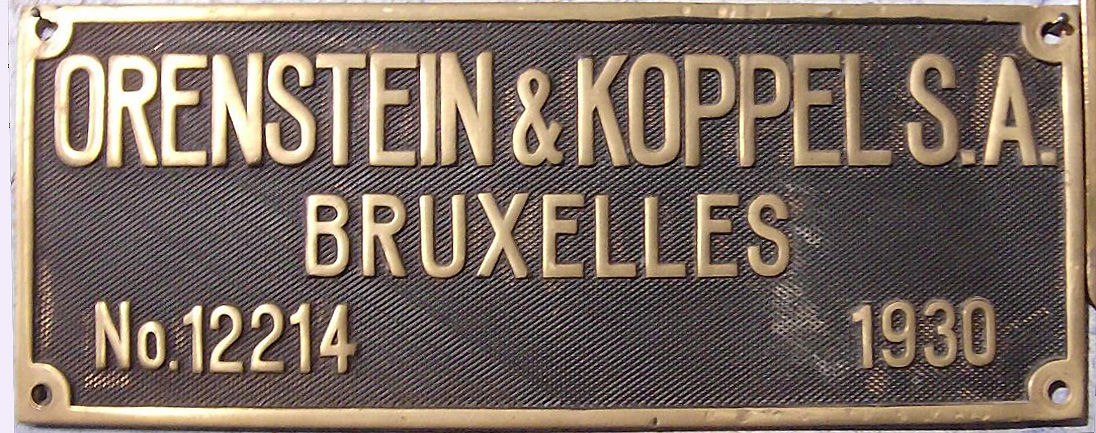 ORENSTEIN & KOPPEL S.A.
BRUXELLES
No. 12214 1930